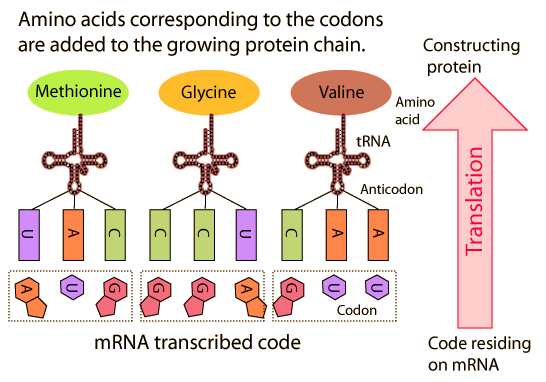 Amino acids corresponding to the codons
are added to the growing protein chain.
Constructing
protein
Methionine Glycine Valine
Amino
acid
tRNA
Anticodon
Translation
U A C C C U C A A
A U G G G A G U U
Codon
mRNA transcribed code
Code residing
on mRNA